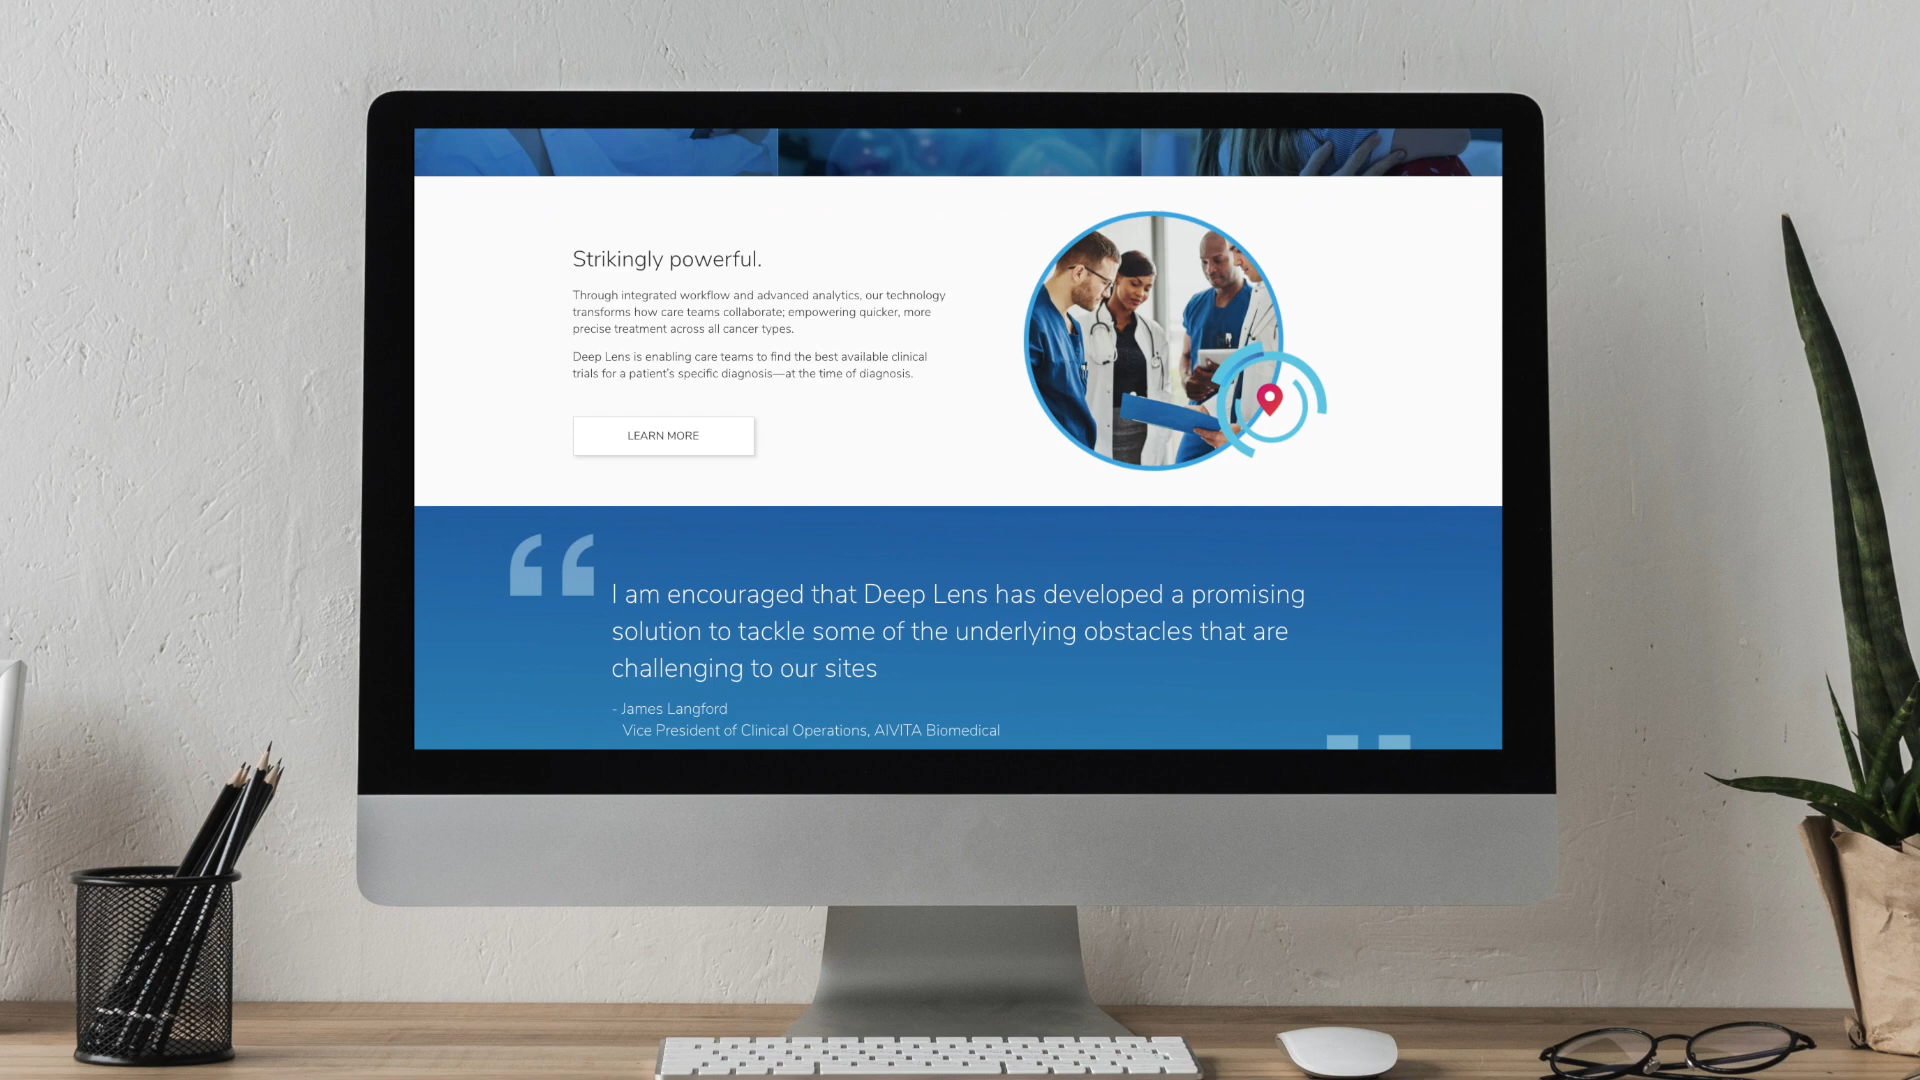 Strikingly powerful.
Through integrated workflow and advanced analytics, our technology
transforms how care teams collaborate; empowering quicker, more
precise treatment across all cancer types.
Deep Lens is enabling care teams to find the best available clinical
trials for a patient's specific diagnosis—at the time of diagnosis.
LEARN MORE
I am encouraged that Deep Lens has developed a promising
solution to tackle some of the underlying obstacles that are
challenging to our sites
- James Langford
Vice President of Clinical Operations, AIVITA Biomedical